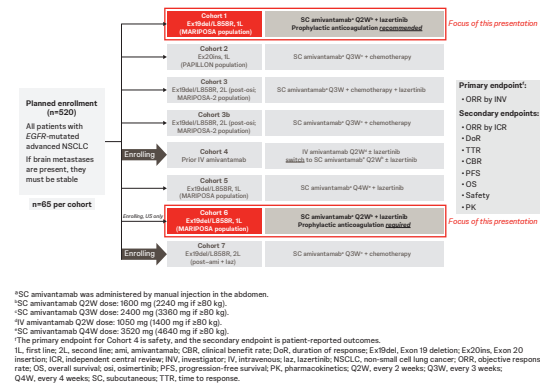 Planned enrollment
(n=520)
All patients with
EGFR-mutated
advanced NSCLC
If brain metastases
are present, they
must be stable
n=65 per cohort
Cohort 1
Ex19del/L858R, 1L
(MARIPOSA population)
SC amivantamabᵃ Q2Wᵇ + lazertinib
Prophylactic anticoagulation recommended
Focus of this presentation
Cohort 2
Ex20ins, 1L
(PAPILLON population)
SC amivantamabᵃ Q3Wᶜ + chemotherapy
Cohort 3
Ex19del/L858R, 2L (post-osi;
MARIPOSA-2 population)
SC amivantamabᵃ Q3W + chemotherapy + lazertinib
Cohort 3b
Ex19del/L858R, 2L (post-osi;
MARIPOSA-2 population)
SC amivantamabᵃ Q3Wᶜ + chemotherapy
Enrolling
Cohort 4
Prior IV amivantamab
IV amivantamab Q2Wᵈ ± lazertinib
switch to SC amivantamabᵃ Q2Wᵇ ± lazertinib
Cohort 5
Ex19del/L858R, 1L
(MARIPOSA population)
SC amivantamabᵃ Q4Wᵉ + lazertinib
Enrolling, US only
Cohort 6
Ex19del/L858R, 1L
(MARIPOSA population)
SC amivantamabᵃ Q2Wᵇ + lazertinib
Prophylactic anticoagulation required
Focus of this presentation
Enrolling
Cohort 7
Ex19del/L858R, 2L
(post-ami + laz)
SC amivantamabᵃ Q3Wᶜ + chemotherapy
Primary endpointᶠ:
• ORR by INV
Secondary endpoints:
• ORR by ICR
• DoR
• TTR
• CBR
• PFS
• OS
• Safety
• PK
ᵃSC amivantamab was administered by manual injection in the abdomen.
ᵇSC amivantamab Q2W dose: 1600 mg (2240 mg if ≥80 kg).
ᶜSC amivantamab Q3W dose: 2400 mg (3360 mg if ≥80 kg).
ᵈIV amivantamab Q2W dose: 1050 mg (1400 mg if ≥80 kg).
ᵉSC amivantamab Q4W dose: 3520 mg (4640 mg if ≥80 kg).
ᶠThe primary endpoint for Cohort 4 is safety, and the secondary endpoint is patient-reported outcomes.
1L, first line; 2L, second line; ami, amivantamab; CBR, clinical benefit rate; DoR, duration of response; Ex19del, Exon 19 deletion; Ex20ins, Exon 20
insertion; ICR, independent central review; INV, investigator; IV, intravenous; laz, lazertinib; NSCLC, non-small cell lung cancer; ORR, objective response
rate; OS, overall survival; osi, osimertinib; PFS, progression-free survival; PK, pharmacokinetics; Q2W, every 2 weeks; Q3W, every 3 weeks;
Q4W, every 4 weeks; SC, subcutaneous; TTR, time to response.